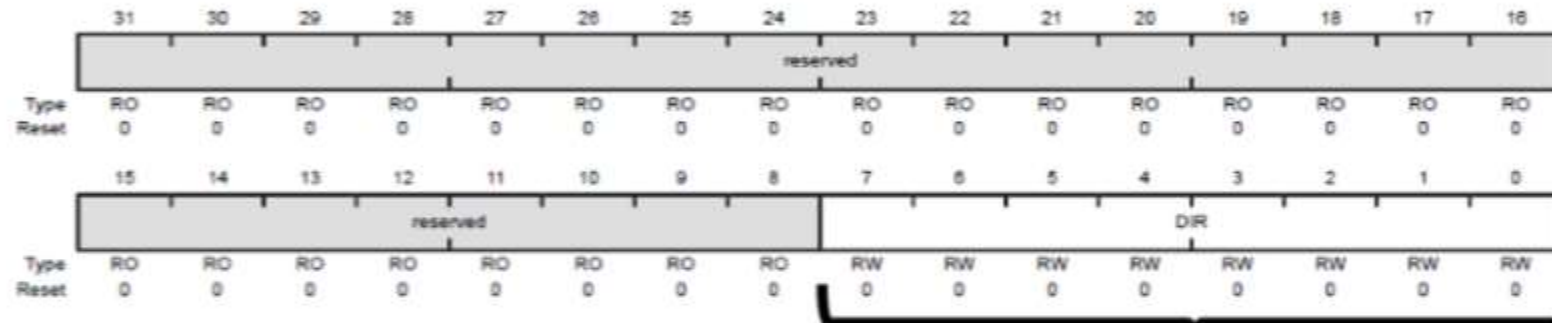 31 30 29 28 27 26 25 24 23 22 21 20 19 18 17 16
reserved
Type RO RO RO RO RO RO RO RO RO RO RO RO RO RO RO RO
Reset 0 0 0 0 0 0 0 0 0 0 0 0 0 0 0 0
15 14 13 12 11 10 9 8 7 6 5 4 3 2 1 0
reserved DIR
Type RO RO RO RO RO RO RO RO RW RW RW RW RW RW RW RW
Reset 0 0 0 0 0 0 0 0 0 0 0 0 0 0 0 0